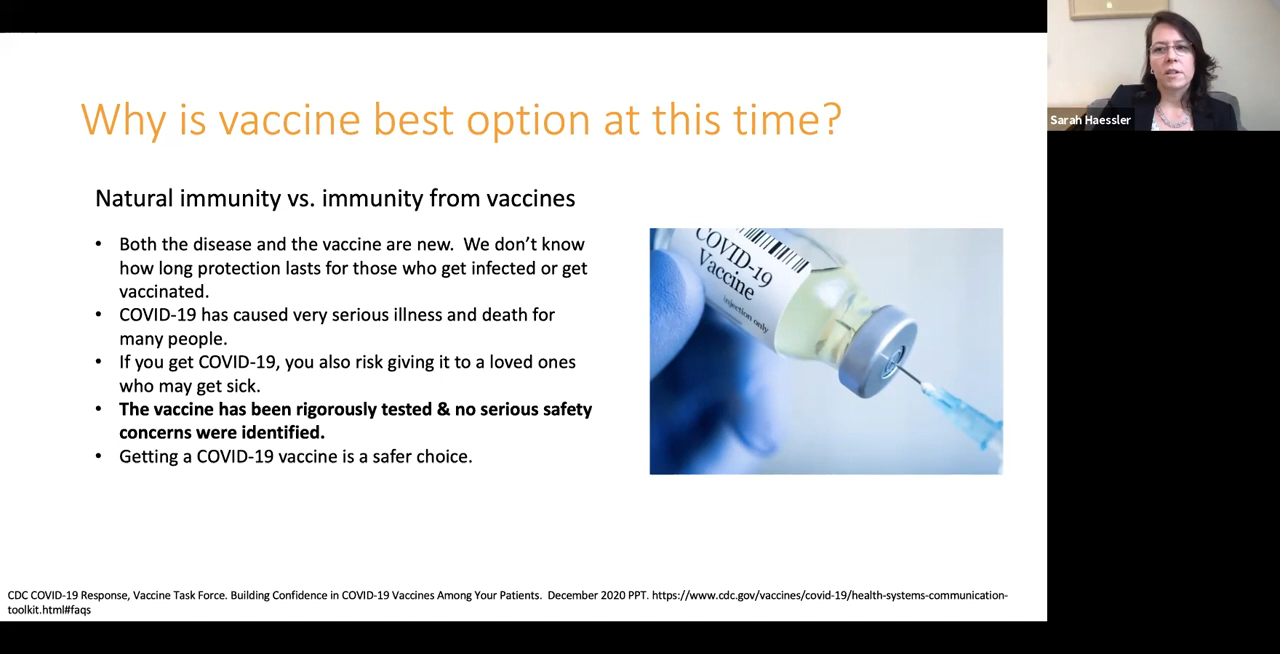 Why is vaccine best option at this time?
Natural immunity vs. immunity from vaccines
• Both the disease and the vaccine are new.  We don’t know
how long protection lasts for those who get infected or get
vaccinated.
• COVID-19 has caused very serious illness and death for
many people.
• If you get COVID-19, you also risk giving it to a loved ones
who may get sick.
• The vaccine has been rigorously tested & no serious safety
concerns were identified.
• Getting a COVID-19 vaccine is a safer choice.
COVID-19
Vaccine
injection only
CDC COVID-19 Response, Vaccine Task Force. Building Confidence in COVID-19 Vaccines Among Your Patients.  December 2020 PPT. https://www.cdc.gov/vaccines/covid-19/health-systems-communication-
toolkit.html#faqs
Sarah Haessler